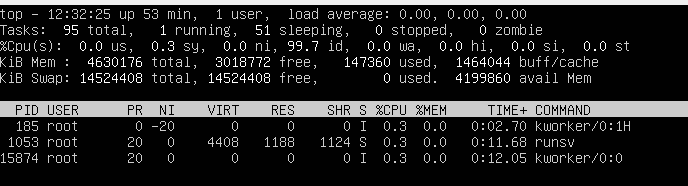 top - 12:32:25 up 53 min,  1 user,  load average: 0.00, 0.00, 0.00
Tasks:  95 total,   1 running,  51 sleeping,   0 stopped,   0 zombie
%Cpu(s):  0.0 us,  0.3 sy,  0.0 ni, 99.7 id,  0.0 wa,  0.0 hi,  0.0 si,  0.0 st
KiB Mem :  4630176 total,  3018772 free,   147360 used,  1464044 buff/cache
KiB Swap: 14524408 total, 14524408 free,        0 used.  4199860 avail Mem
PID USER      PR  NI    VIRT    RES    SHR S %CPU %MEM     TIME+ COMMAND
185 root       0 -20       0      0      0 I  0.3  0.0   0:02.70 kworker/0:1H
1053 root      20   0    4408   1188   1124 S  0.3  0.0   0:11.68 runsv
15874 root      20   0       0      0      0 I  0.3  0.0   0:12.05 kworker/0:0